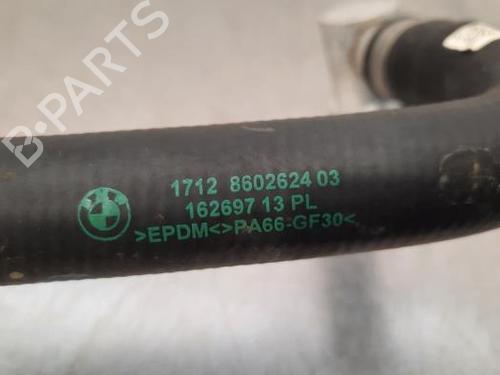 B-PARTS
1712 8602624 03
162697 13 PL
>EPDM<>PA66-GF30<